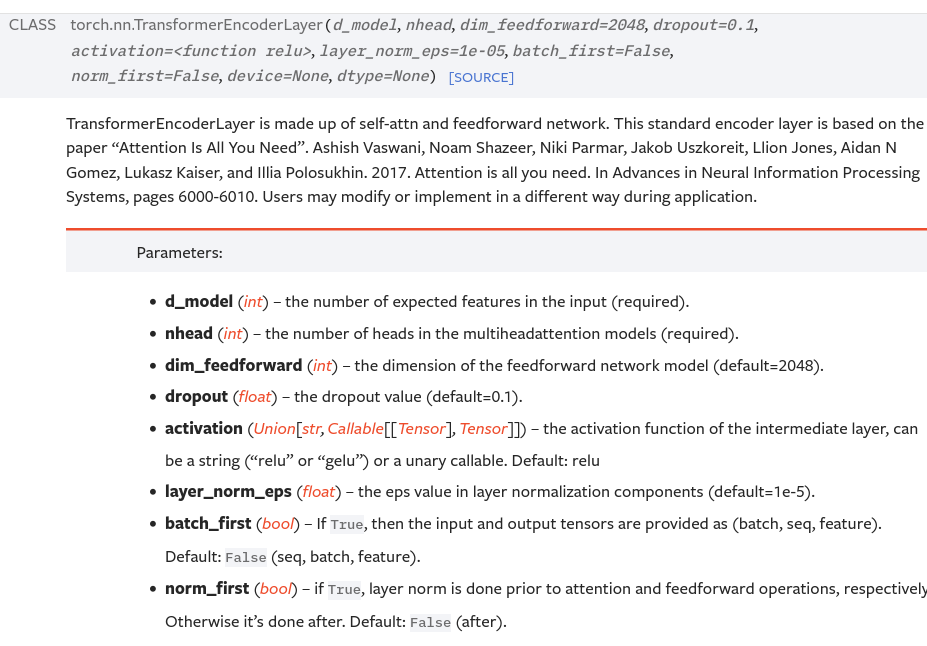 CLASS torch.nn.TransformerEncoderLayer(d_model, nhead, dim_feedforward=2048, dropout=0.1,
activation=<function relu>, layer_norm_eps=1e-05, batch_first=False,
norm_first=False, device=None, dtype=None) [SOURCE]
TransformerEncoderLayer is made up of self-attn and feedforward network. This standard encoder layer is based on the
paper “Attention Is All You Need”. Ashish Vaswani, Noam Shazeer, Niki Parmar, Jakob Uszkoreit, Llion Jones, Aidan N
Gomez, Lukasz Kaiser, and Illia Polosukhin. 2017. Attention is all you need. In Advances in Neural Information Processing
Systems, pages 6000-6010. Users may modify or implement in a different way during application.
Parameters:
• d_model (int) – the number of expected features in the input (required).
• nhead (int) – the number of heads in the multiheadattention models (required).
• dim_feedforward (int) – the dimension of the feedforward network model (default=2048).
• dropout (float) – the dropout value (default=0.1).
• activation (Union[str, Callable[[Tensor], Tensor]]) – the activation function of the intermediate layer, can
be a string (“relu” or “gelu”) or a unary callable. Default: relu
• layer_norm_eps (float) – the eps value in layer normalization components (default=1e-5).
• batch_first (bool) – If True, then the input and output tensors are provided as (batch, seq, feature).
Default: False (seq, batch, feature).
• norm_first (bool) – if True, layer norm is done prior to attention and feedforward operations, respectively
Otherwise it’s done after. Default: False (after).